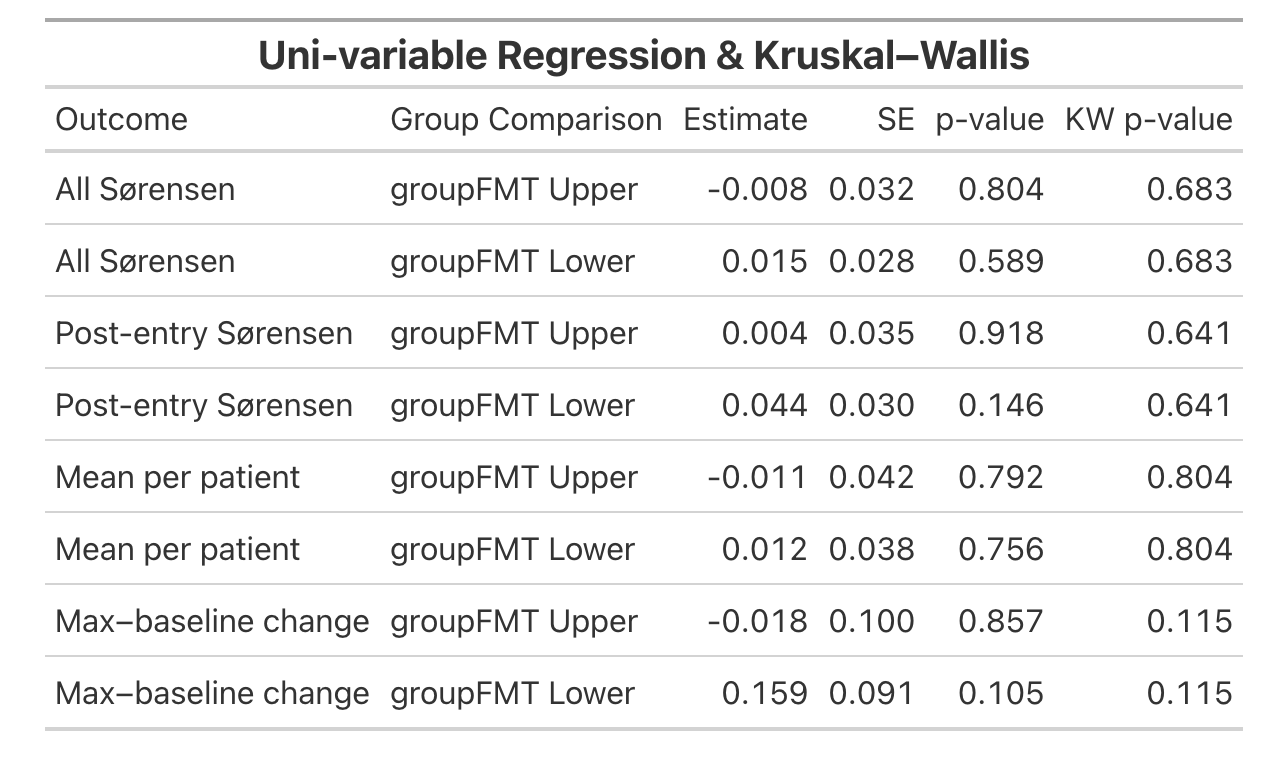 Uni-variable Regression & Kruskal–Wallis
Outcome Group Comparison Estimate SE p-value KW p-value
All Sørensen groupFMT Upper -0.008 0.032 0.804 0.683
All Sørensen groupFMT Lower 0.015 0.028 0.589 0.683
Post-entry Sørensen groupFMT Upper 0.004 0.035 0.918 0.641
Post-entry Sørensen groupFMT Lower 0.044 0.030 0.146 0.641
Mean per patient groupFMT Upper -0.011 0.042 0.792 0.804
Mean per patient groupFMT Lower 0.012 0.038 0.756 0.804
Max–baseline change groupFMT Upper -0.018 0.100 0.857 0.115
Max–baseline change groupFMT Lower 0.159 0.091 0.105 0.115